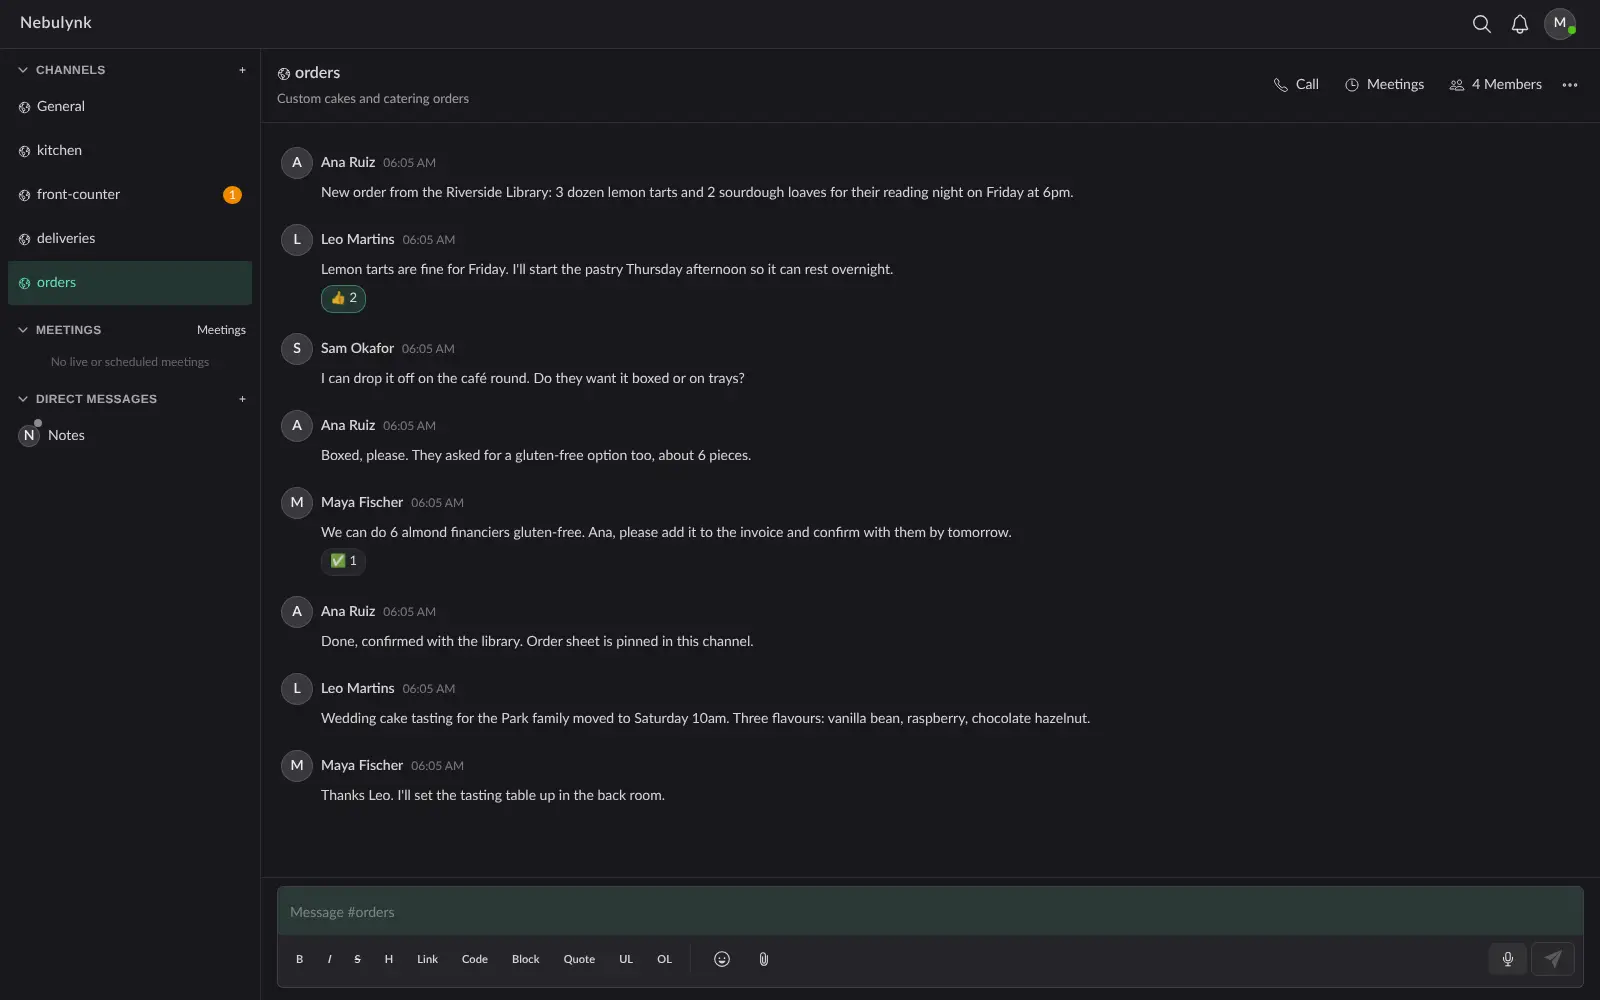 Nebulynk
M
CHANNELS +
General
kitchen
front-counter 1
deliveries
orders
MEETINGS Meetings
No live or scheduled meetings
DIRECT MESSAGES +
N Notes
orders
Custom cakes and catering orders
Call Meetings 4 Members
A Ana Ruiz 06:05 AM
New order from the Riverside Library: 3 dozen lemon tarts and 2 sourdough loaves for their reading night on Friday at 6pm.
L Leo Martins 06:05 AM
Lemon tarts are fine for Friday. I'll start the pastry Thursday afternoon so it can rest overnight.
👍 2
S Sam Okafor 06:05 AM
I can drop it off on the café round. Do they want it boxed or on trays?
A Ana Ruiz 06:05 AM
Boxed, please. They asked for a gluten-free option too, about 6 pieces.
M Maya Fischer 06:05 AM
We can do 6 almond financiers gluten-free. Ana, please add it to the invoice and confirm with them by tomorrow.
✅ 1
A Ana Ruiz 06:05 AM
Done, confirmed with the library. Order sheet is pinned in this channel.
L Leo Martins 06:05 AM
Wedding cake tasting for the Park family moved to Saturday 10am. Three flavours: vanilla bean, raspberry, chocolate hazelnut.
M Maya Fischer 06:05 AM
Thanks Leo. I'll set the tasting table up in the back room.
Message #orders
B I S H Link Code Block Quote UL OL